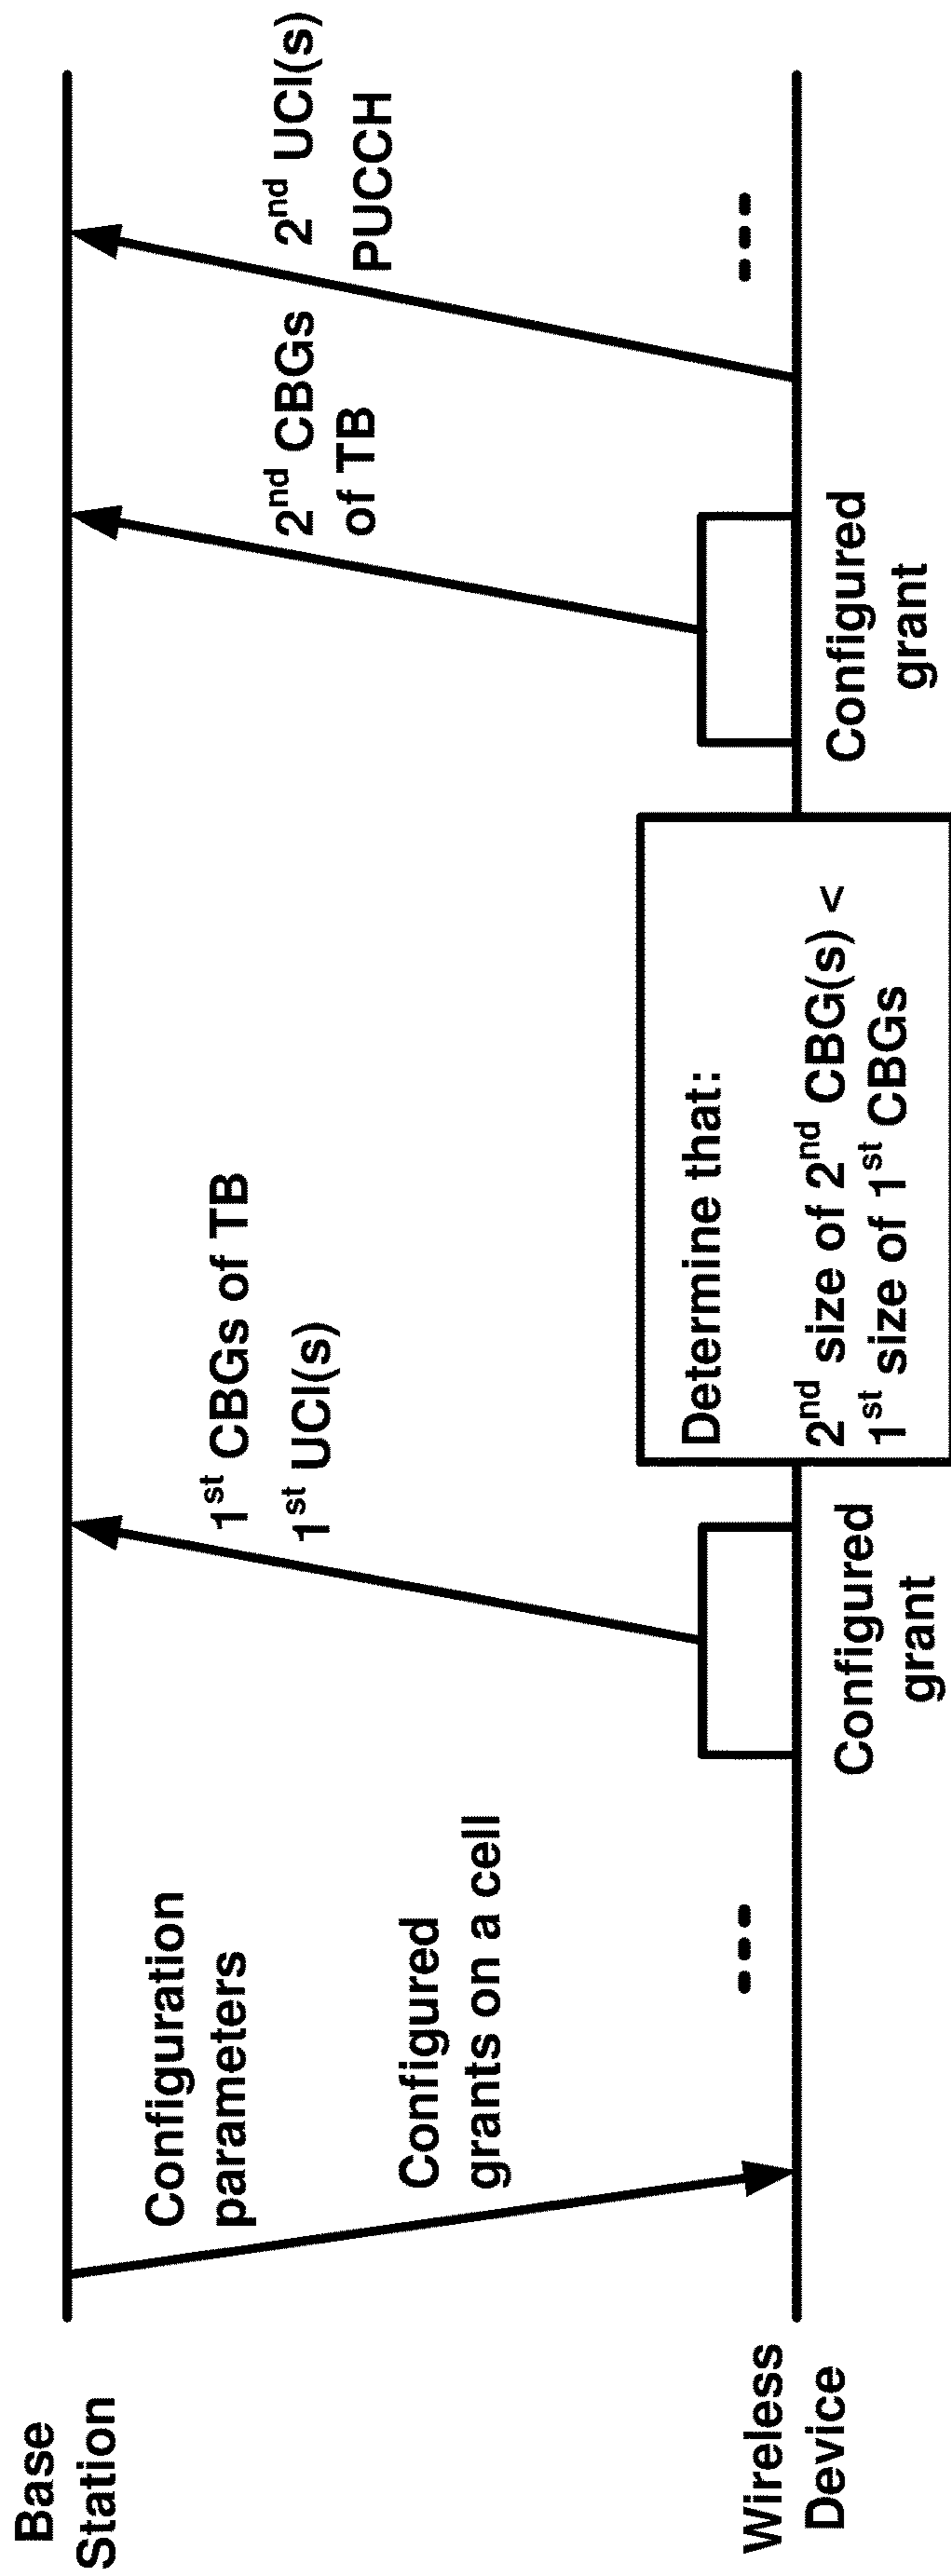 Base
Station
Configuration
parameters
Configured
grants on a cell
1st CBGs of TB
1st UCI(s)
2nd CBGs
of TB
2nd UCI(s)
PUCCH
Wireless
Device
Configured
grant
Determine that:
2nd size of 2nd CBG(s) <
1st size of 1st CBGs
Configured
grant